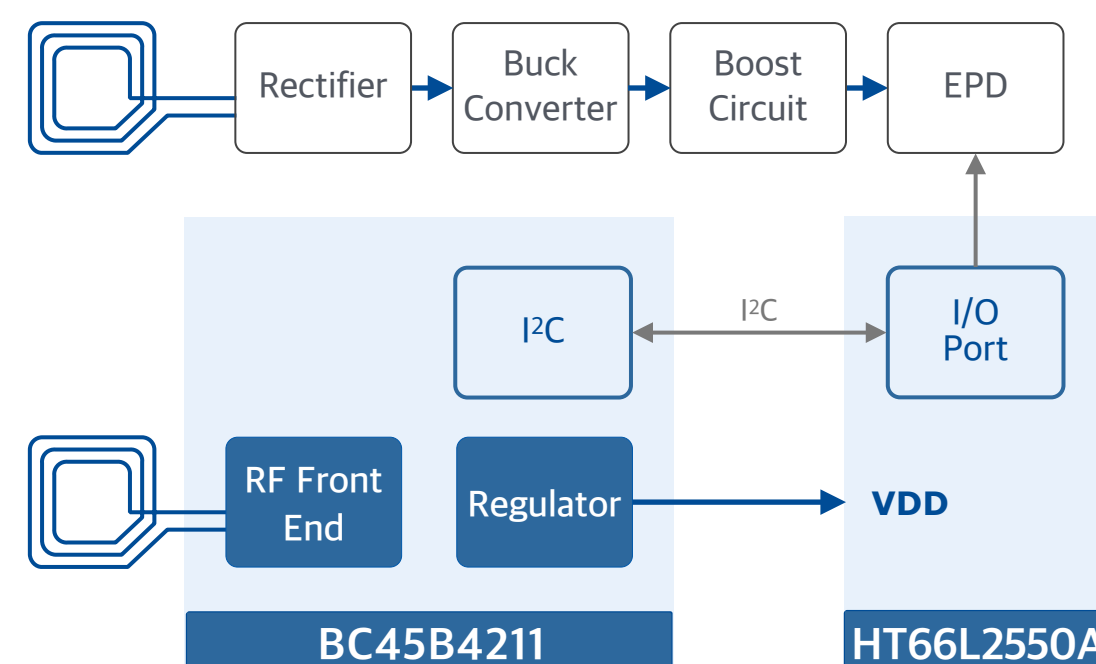 Rectifier
Buck
Converter
Boost
Circuit
EPD
I²C
I²C
I/O
Port
RF Front
End
Regulator
VDD
BC45B4211
HT66L2550A